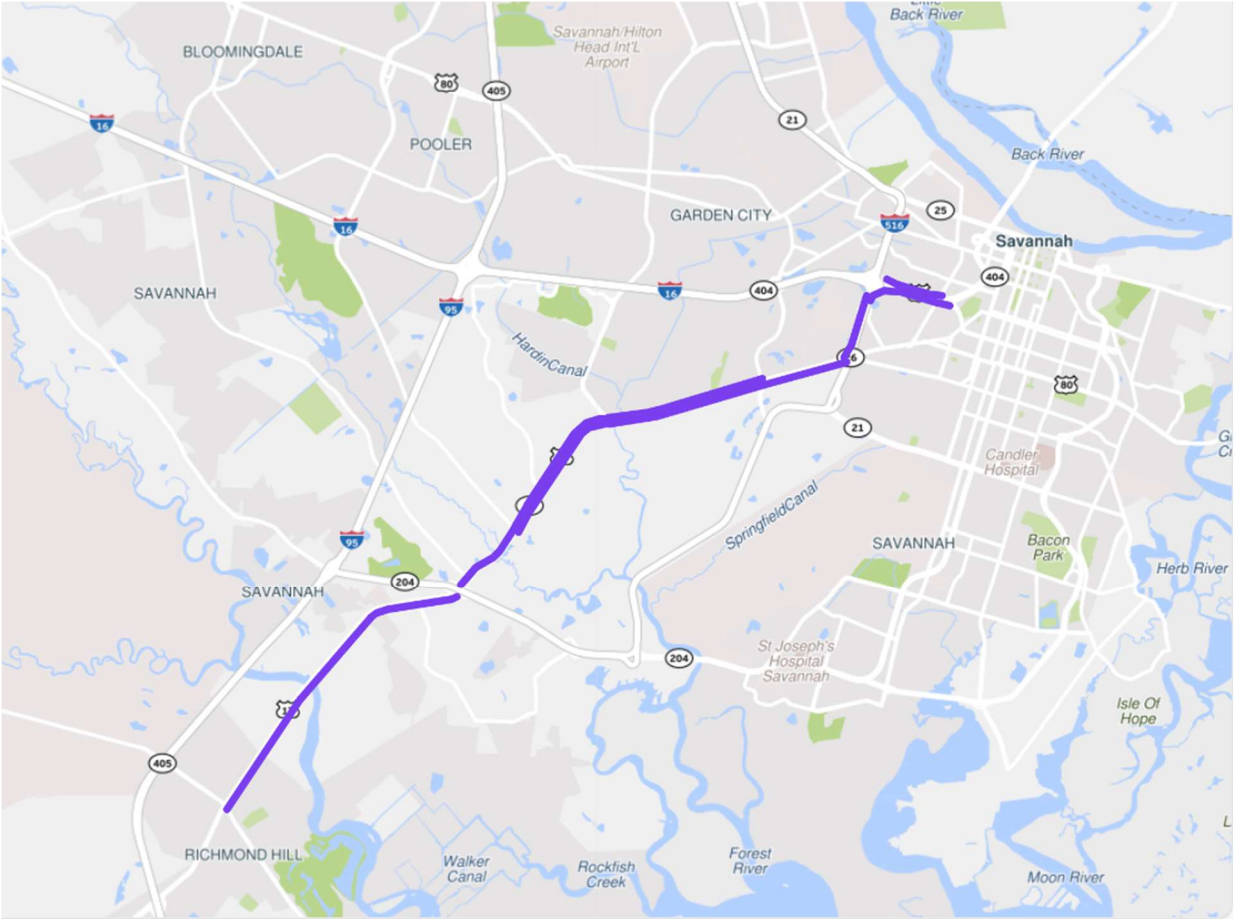 Little
Back River
Savannah/Hilton
Head Int'L
Airport
BLOOMINGDALE
80
405
21
16
POOLER
Back River
25
GARDEN CITY
516
16
Savannah
404
SAVANNAH
16
404
95
HardinCanal
80
21
Candler
Hospital
SpringfieldCanal
95
SAVANNAH
Bacon
Park
Herb River
204
SAVANNAH
204
St Joseph's
Hospital
Savannah
Isle Of
Hope
405
RICHMOND HILL
Walker
Canal
Rockfish
Creek
Forest
River
Moon River